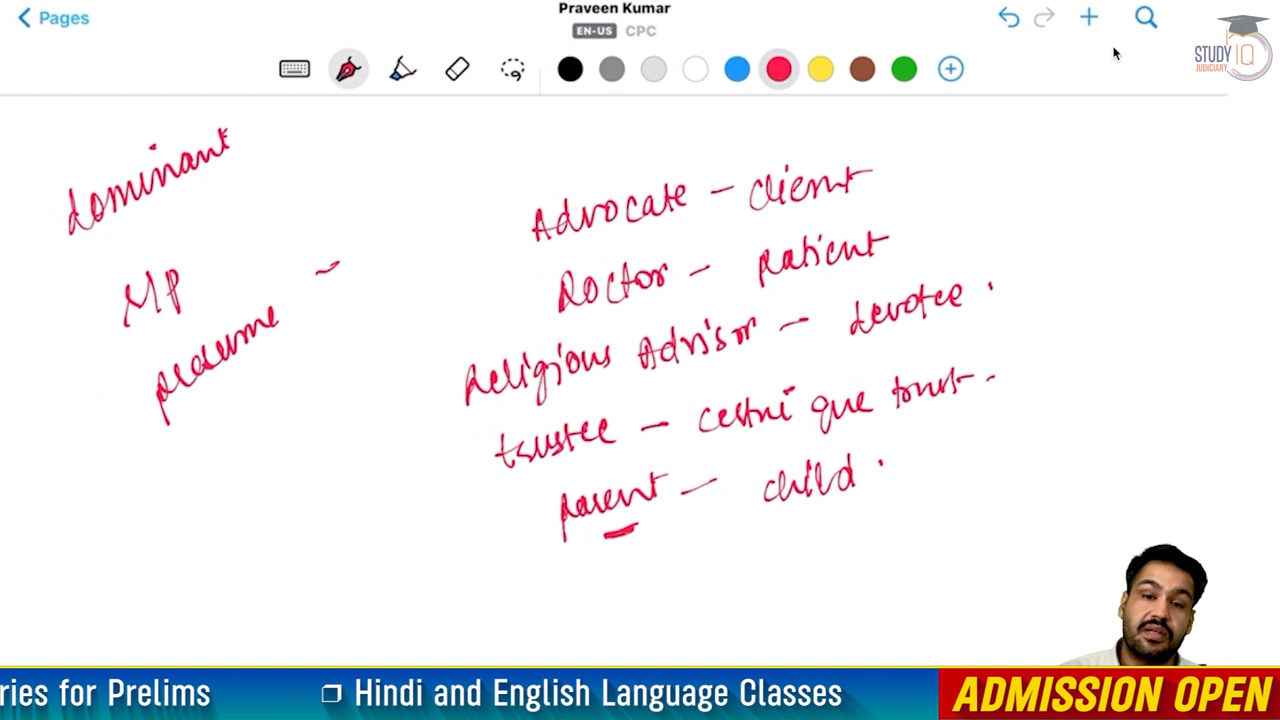 Pages
Praveen Kumar
EN-US CPC
STUDY IQ
JUDICIARY
dominant
MP
presume -
Advocate - client
Doctor - patient
Religious Advisor - devotee.
trustee - cestui que trust -
parent - child.
ries for Prelims
❐ Hindi and English Language Classes
ADMISSION OPEN